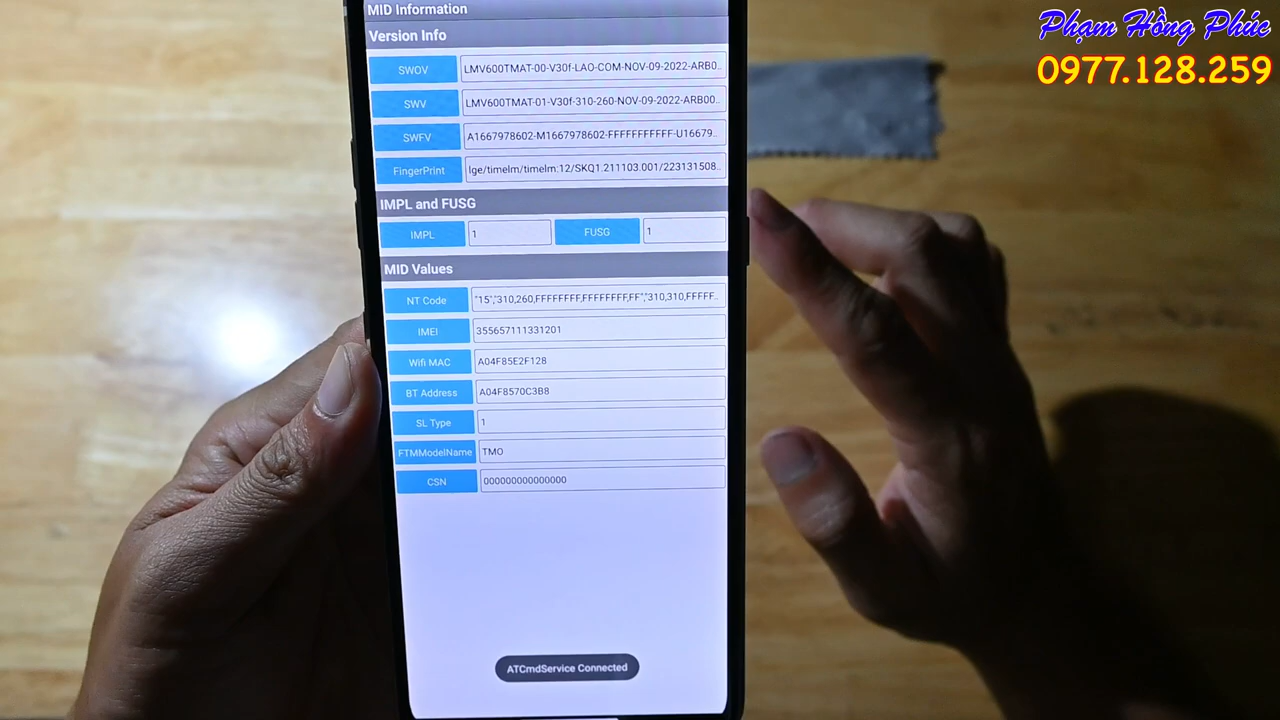 Phạm Hồng Phúc
0977.128.259
MID Information
Version Info
SWOV LMV600TMAT-00-V30f-LAO-COM-NOV-09-2022-ARB0..
SWV LMV600TMAT-01-V30f-310-260-NOV-09-2022-ARB00..
SWFV A1667978602-M1667978602-FFFFFFFFFFF-U16679..
FingerPrint lge/timelm/timelm:12/SKQ1.211103.001/223131508..
IMPL and FUSG
IMPL 1 FUSG 1
MID Values
NT Code "15","310,260,FFFFFFFF,FFFFFFFF,FF","310,310,FFFFF..
IMEI 355657111331201
Wifi MAC A04F85E2F128
BT Address A04F8570C3B8
SL Type 1
FTMModelName TMO
CSN 000000000000000
ATCmdService Connected